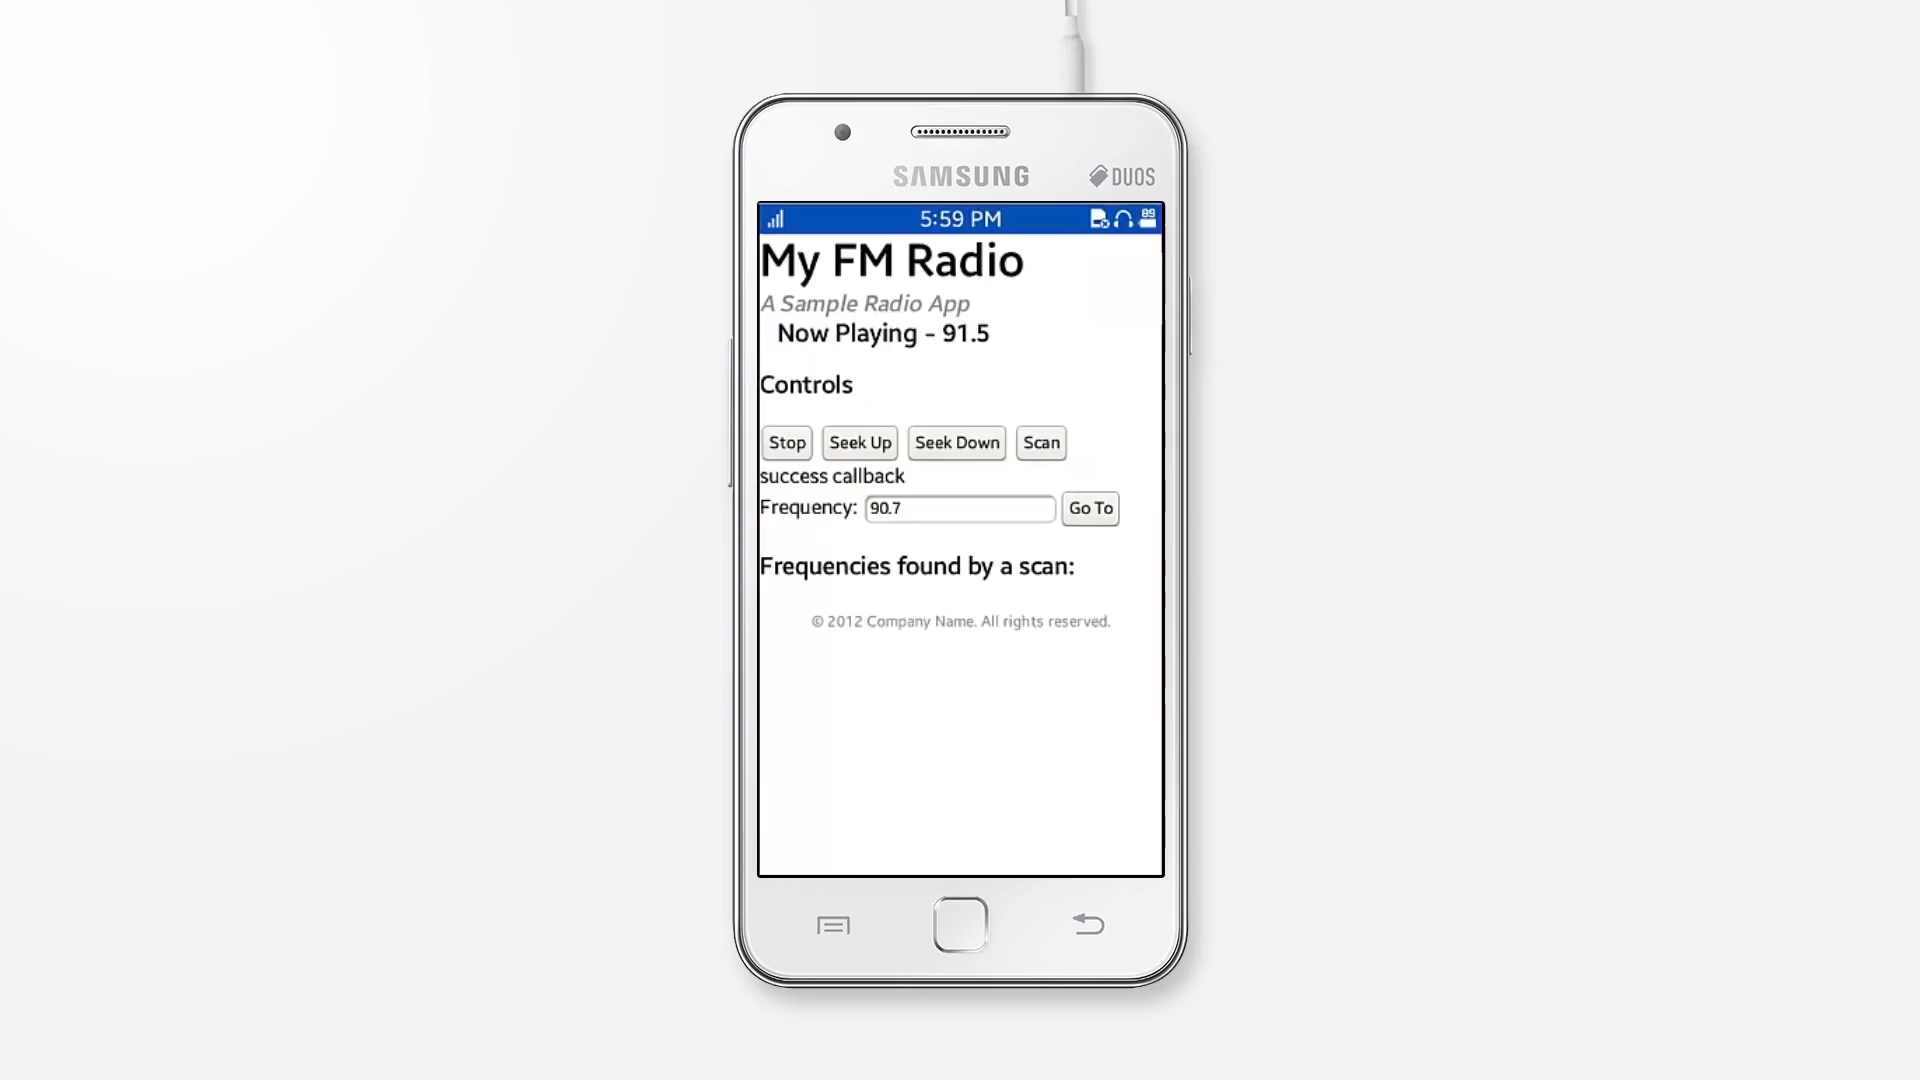 SAMSUNG DUOS
5:59 PM 89
My FM Radio
A Sample Radio App
Now Playing - 91.5
Controls
Stop Seek Up Seek Down Scan
success callback
Frequency: 90.7 Go To
Frequencies found by a scan:
© 2012 Company Name. All rights reserved.